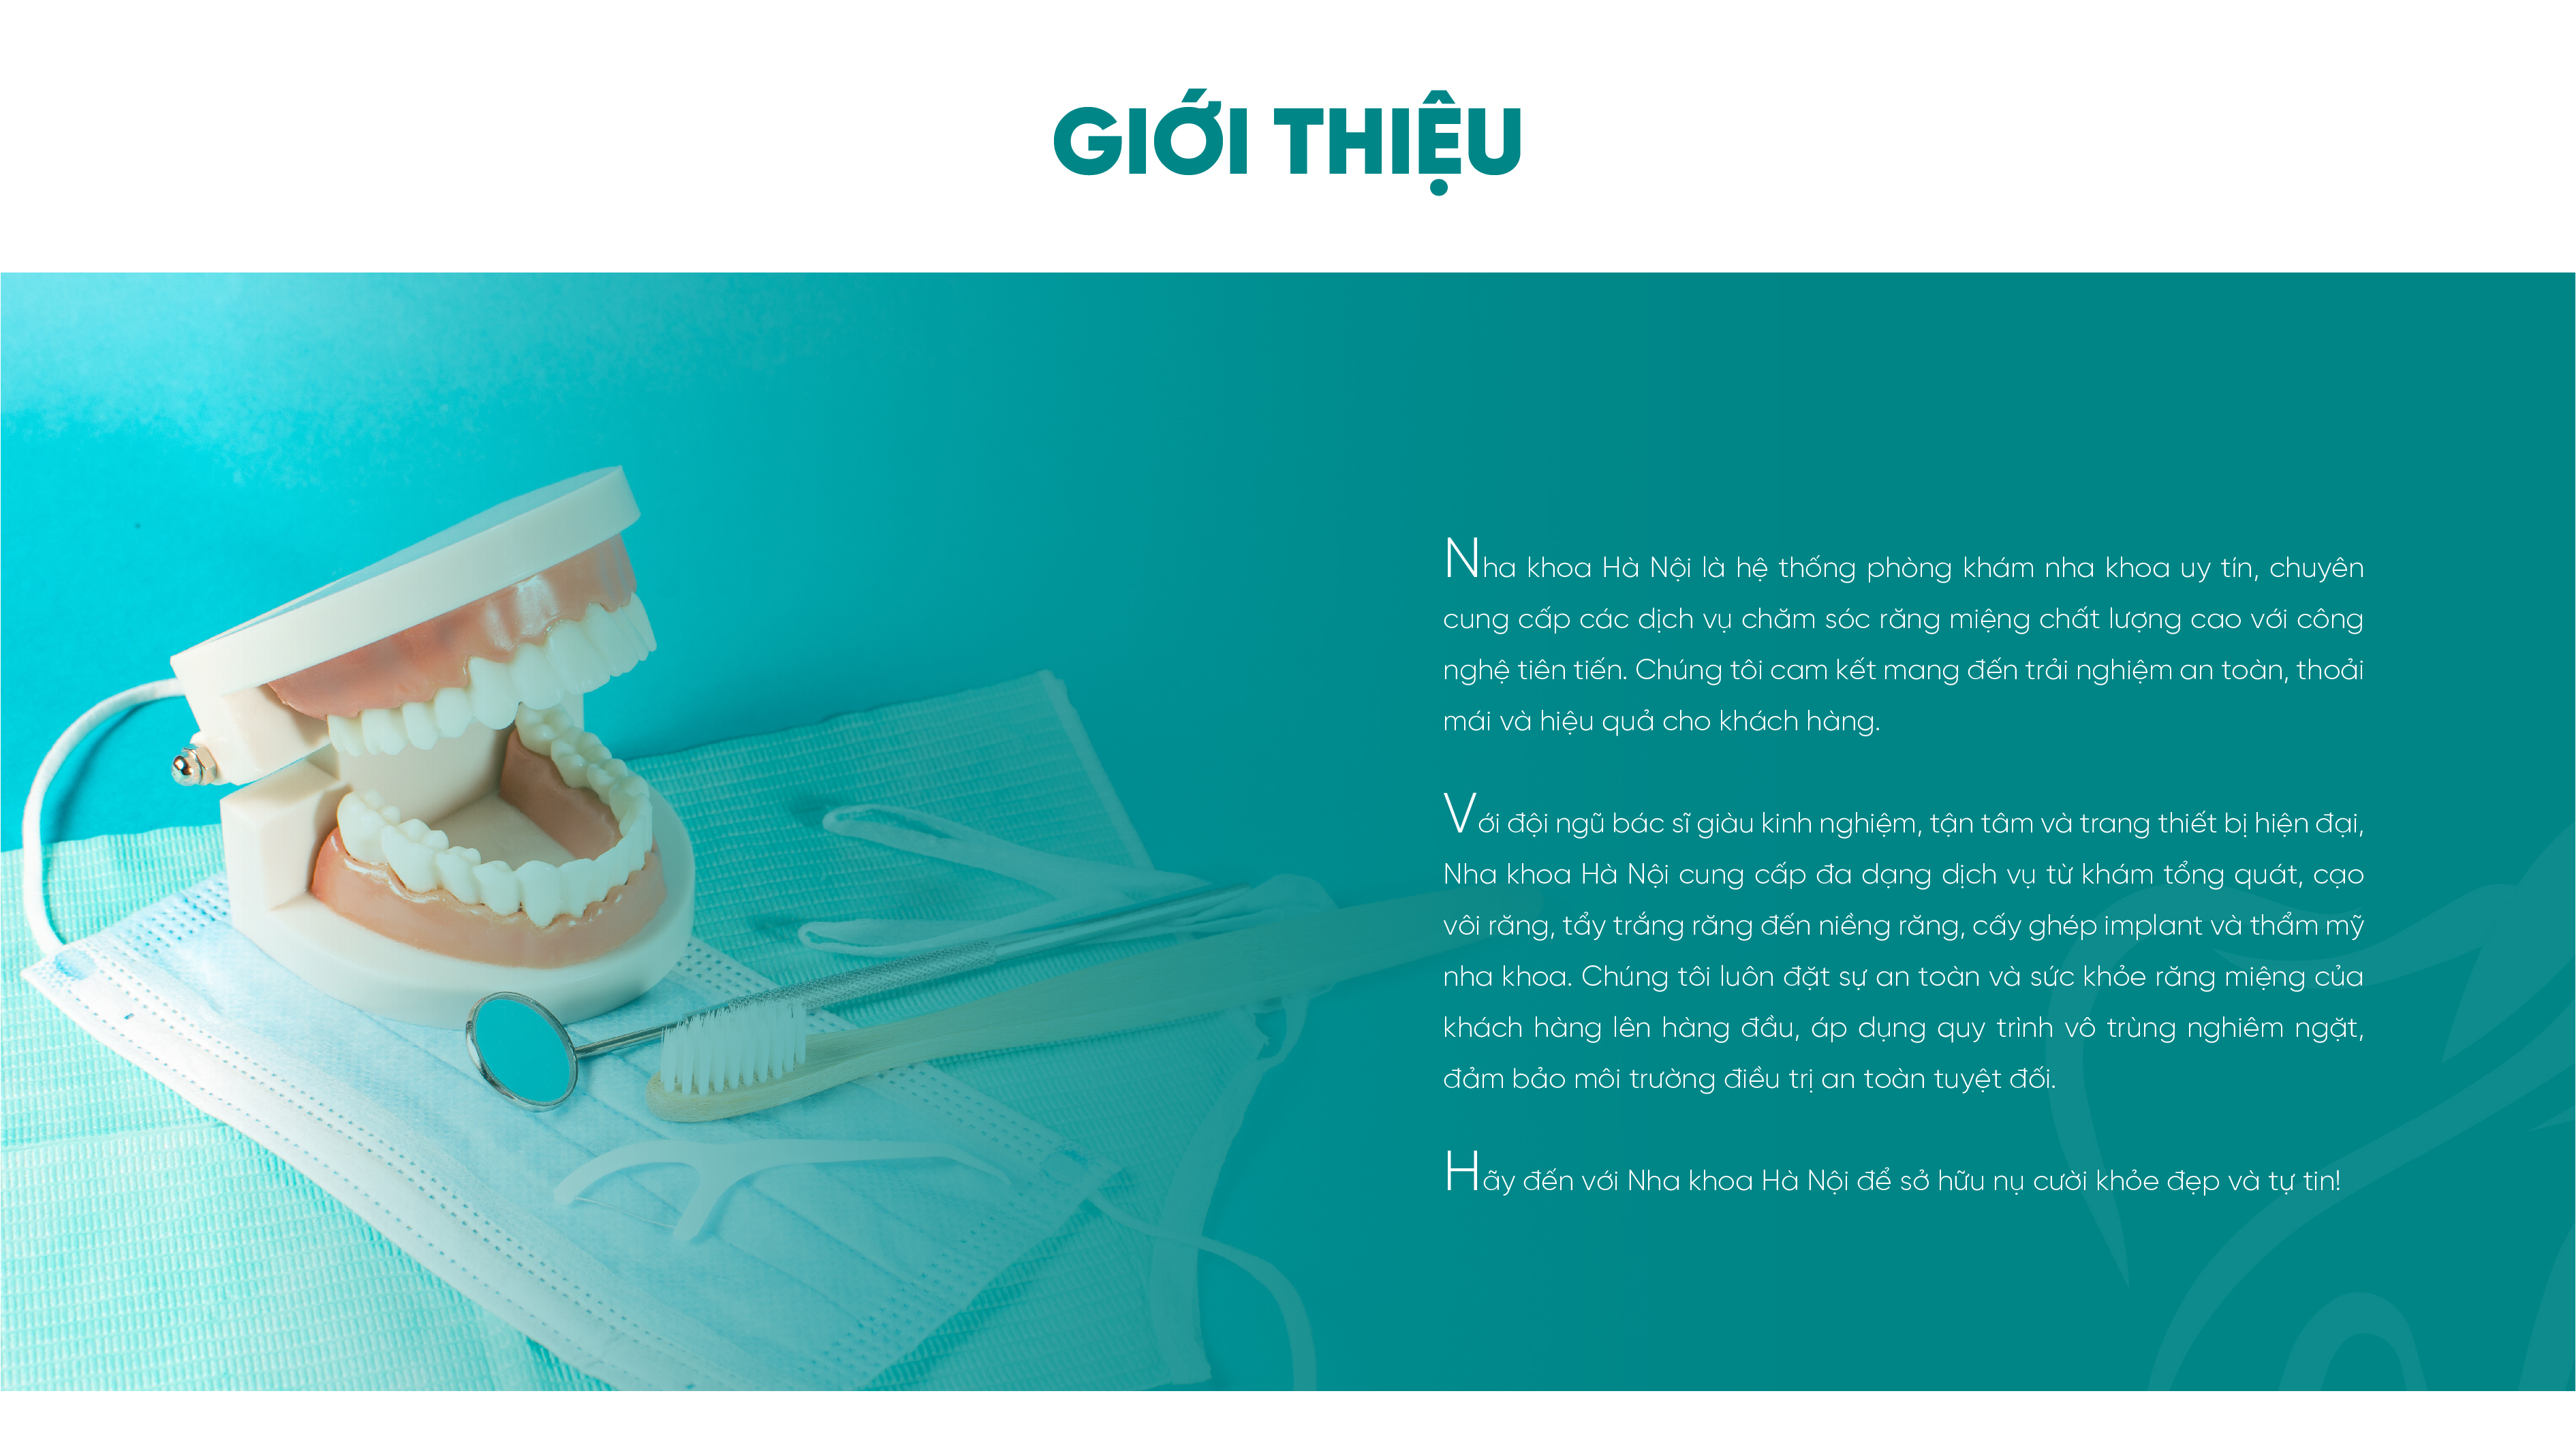 GIỚI THIỆU
Nha khoa Hà Nội là hệ thống phòng khám nha khoa uy tín, chuyên
cung cấp các dịch vụ chăm sóc răng miệng chất lượng cao với công
nghệ tiên tiến. Chúng tôi cam kết mang đến trải nghiệm an toàn, thoải
mái và hiệu quả cho khách hàng.
Với đội ngũ bác sĩ giàu kinh nghiệm, tận tâm và trang thiết bị hiện đại,
Nha khoa Hà Nội cung cấp đa dạng dịch vụ từ khám tổng quát, cạo
vôi răng, tẩy trắng răng đến niềng răng, cấy ghép implant và thẩm mỹ
nha khoa. Chúng tôi luôn đặt sự an toàn và sức khỏe răng miệng của
khách hàng lên hàng đầu, áp dụng quy trình vô trùng nghiêm ngặt,
đảm bảo môi trường điều trị an toàn tuyệt đối.
Hãy đến với Nha khoa Hà Nội để sở hữu nụ cười khỏe đẹp và tự tin!